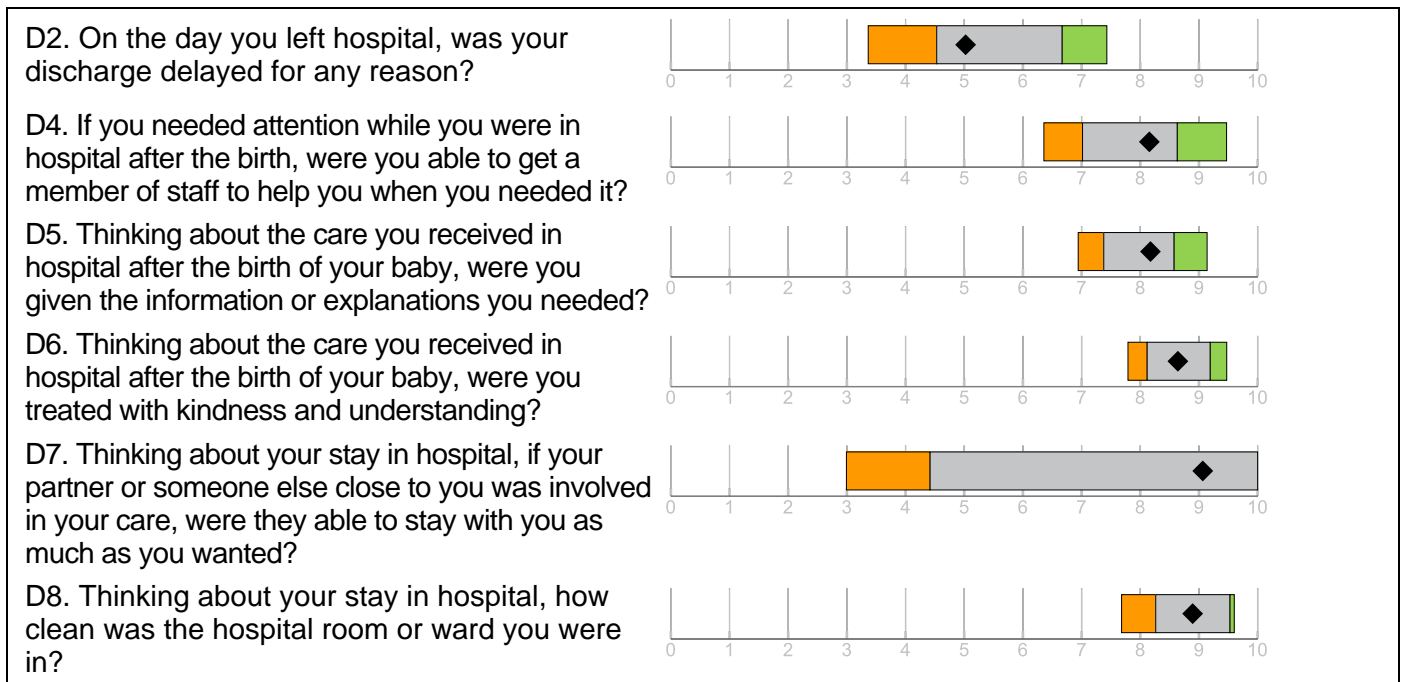 D2. On the day you left hospital, was your
discharge delayed for any reason?
0 1 2 3 4 5 6 7 8 9 10
D4. If you needed attention while you were in
hospital after the birth, were you able to get a
member of staff to help you when you needed it?
0 1 2 3 4 5 6 7 8 9 10
D5. Thinking about the care you received in
hospital after the birth of your baby, were you
given the information or explanations you needed?
0 1 2 3 4 5 6 7 8 9 10
D6. Thinking about the care you received in
hospital after the birth of your baby, were you
treated with kindness and understanding?
0 1 2 3 4 5 6 7 8 9 10
D7. Thinking about your stay in hospital, if your
partner or someone else close to you was involved
in your care, were they able to stay with you as
much as you wanted?
0 1 2 3 4 5 6 7 8 9 10
D8. Thinking about your stay in hospital, how
clean was the hospital room or ward you were
in?
0 1 2 3 4 5 6 7 8 9 10